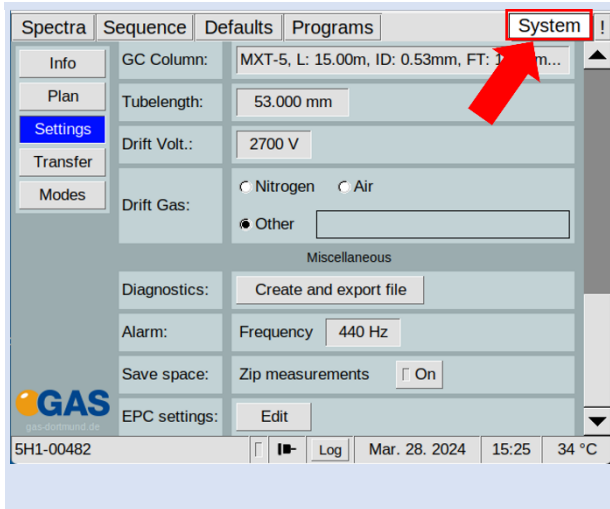 Spectra Sequence Defaults Programs System !
Info
Plan
Settings
Transfer
Modes
GC Column: MXT-5, L: 15.00m, ID: 0.53mm, FT: 1 m...
Tubelength: 53.000 mm
Drift Volt.: 2700 V
Drift Gas: Nitrogen Air
Other
Miscellaneous
Diagnostics: Create and export file
Alarm: Frequency 440 Hz
Save space: Zip measurements On
EPC settings: Edit
GAS
gas-dortmund.de
5H1-00482 Log Mar. 28. 2024 15:25 34 °C